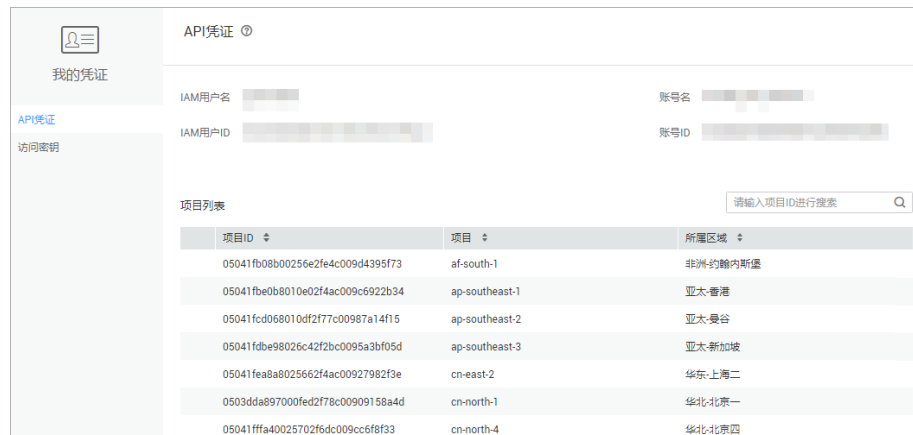 API凭证
我的凭证
IAM用户名
账号名
API凭证
IAM用户ID
账号ID
访问密钥
项目列表
请输入项目ID进行搜索
项目ID 项目 所属区域
05041fb08b00256e2fe4c009d4395f73 af-south-1 非洲-约翰内斯堡
05041fbe0b8010e02f4ac009c6922b34 ap-southeast-1 亚太-香港
05041fcd068010df2f77c00987a14f15 ap-southeast-2 亚太-曼谷
05041fdbe98026c42f2bc0095a3bf05d ap-southeast-3 亚太-新加坡
05041fea8a8025662f4ac00927982f3e cn-east-2 华东-上海二
0503dda897000fed2f78c00909158a4d cn-north-1 华北-北京一
05041fffa40025702f6dc009cc6f8f33 cn-north-4 华北-北京四